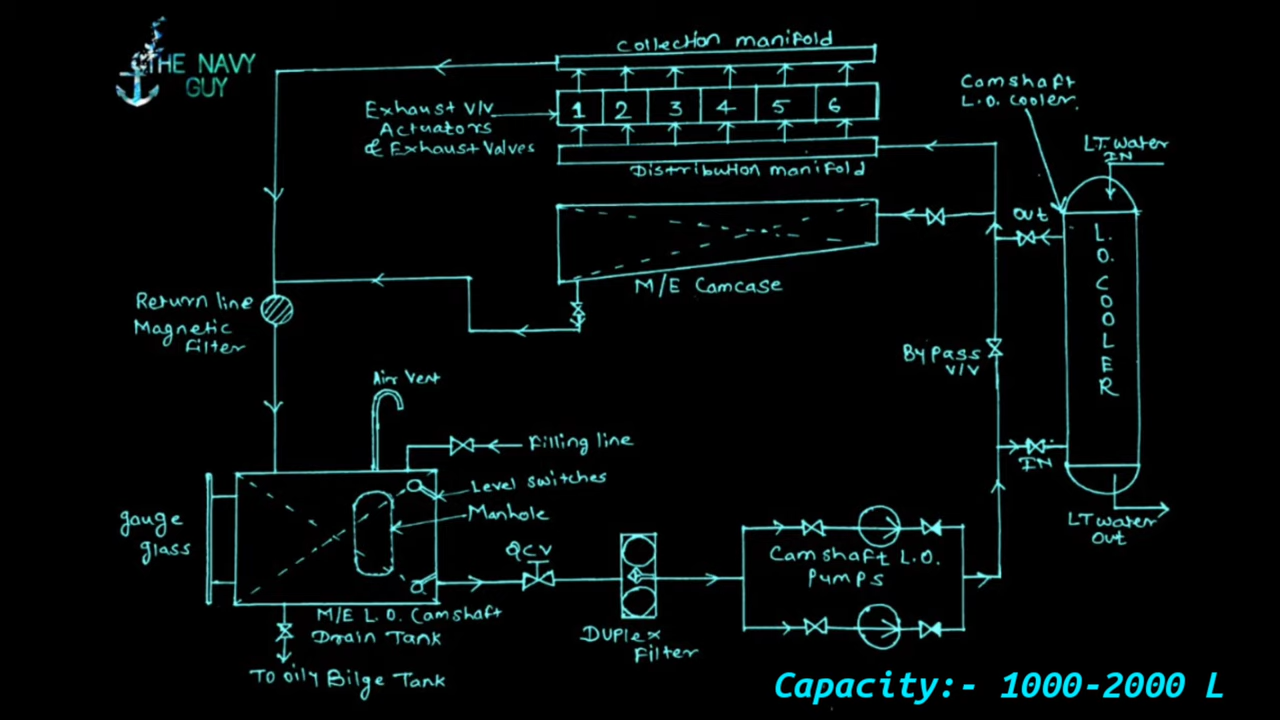 THE NAVY
GUY
Collection manifold
Exhaust V/V
Actuators
& Exhaust Valves
1 2 3 4 5 6
Distribution manifold
Camshaft
L.O. cooler.
LT. water
IN
OUT
L.
O.
C
O
O
L
E
R
M/E Camcase
Return line
Magnetic
Filter
By pass
V/V
Air Vent
Filling line
IN
Level switches
Manhole
gauge
glass
QCV
LT water
Out
Camshaft L.O.
Pumps
M/E L.O. Camshaft
Drain Tank
Duplex
Filter
To oily Bilge Tank
Capacity:- 1000-2000 L